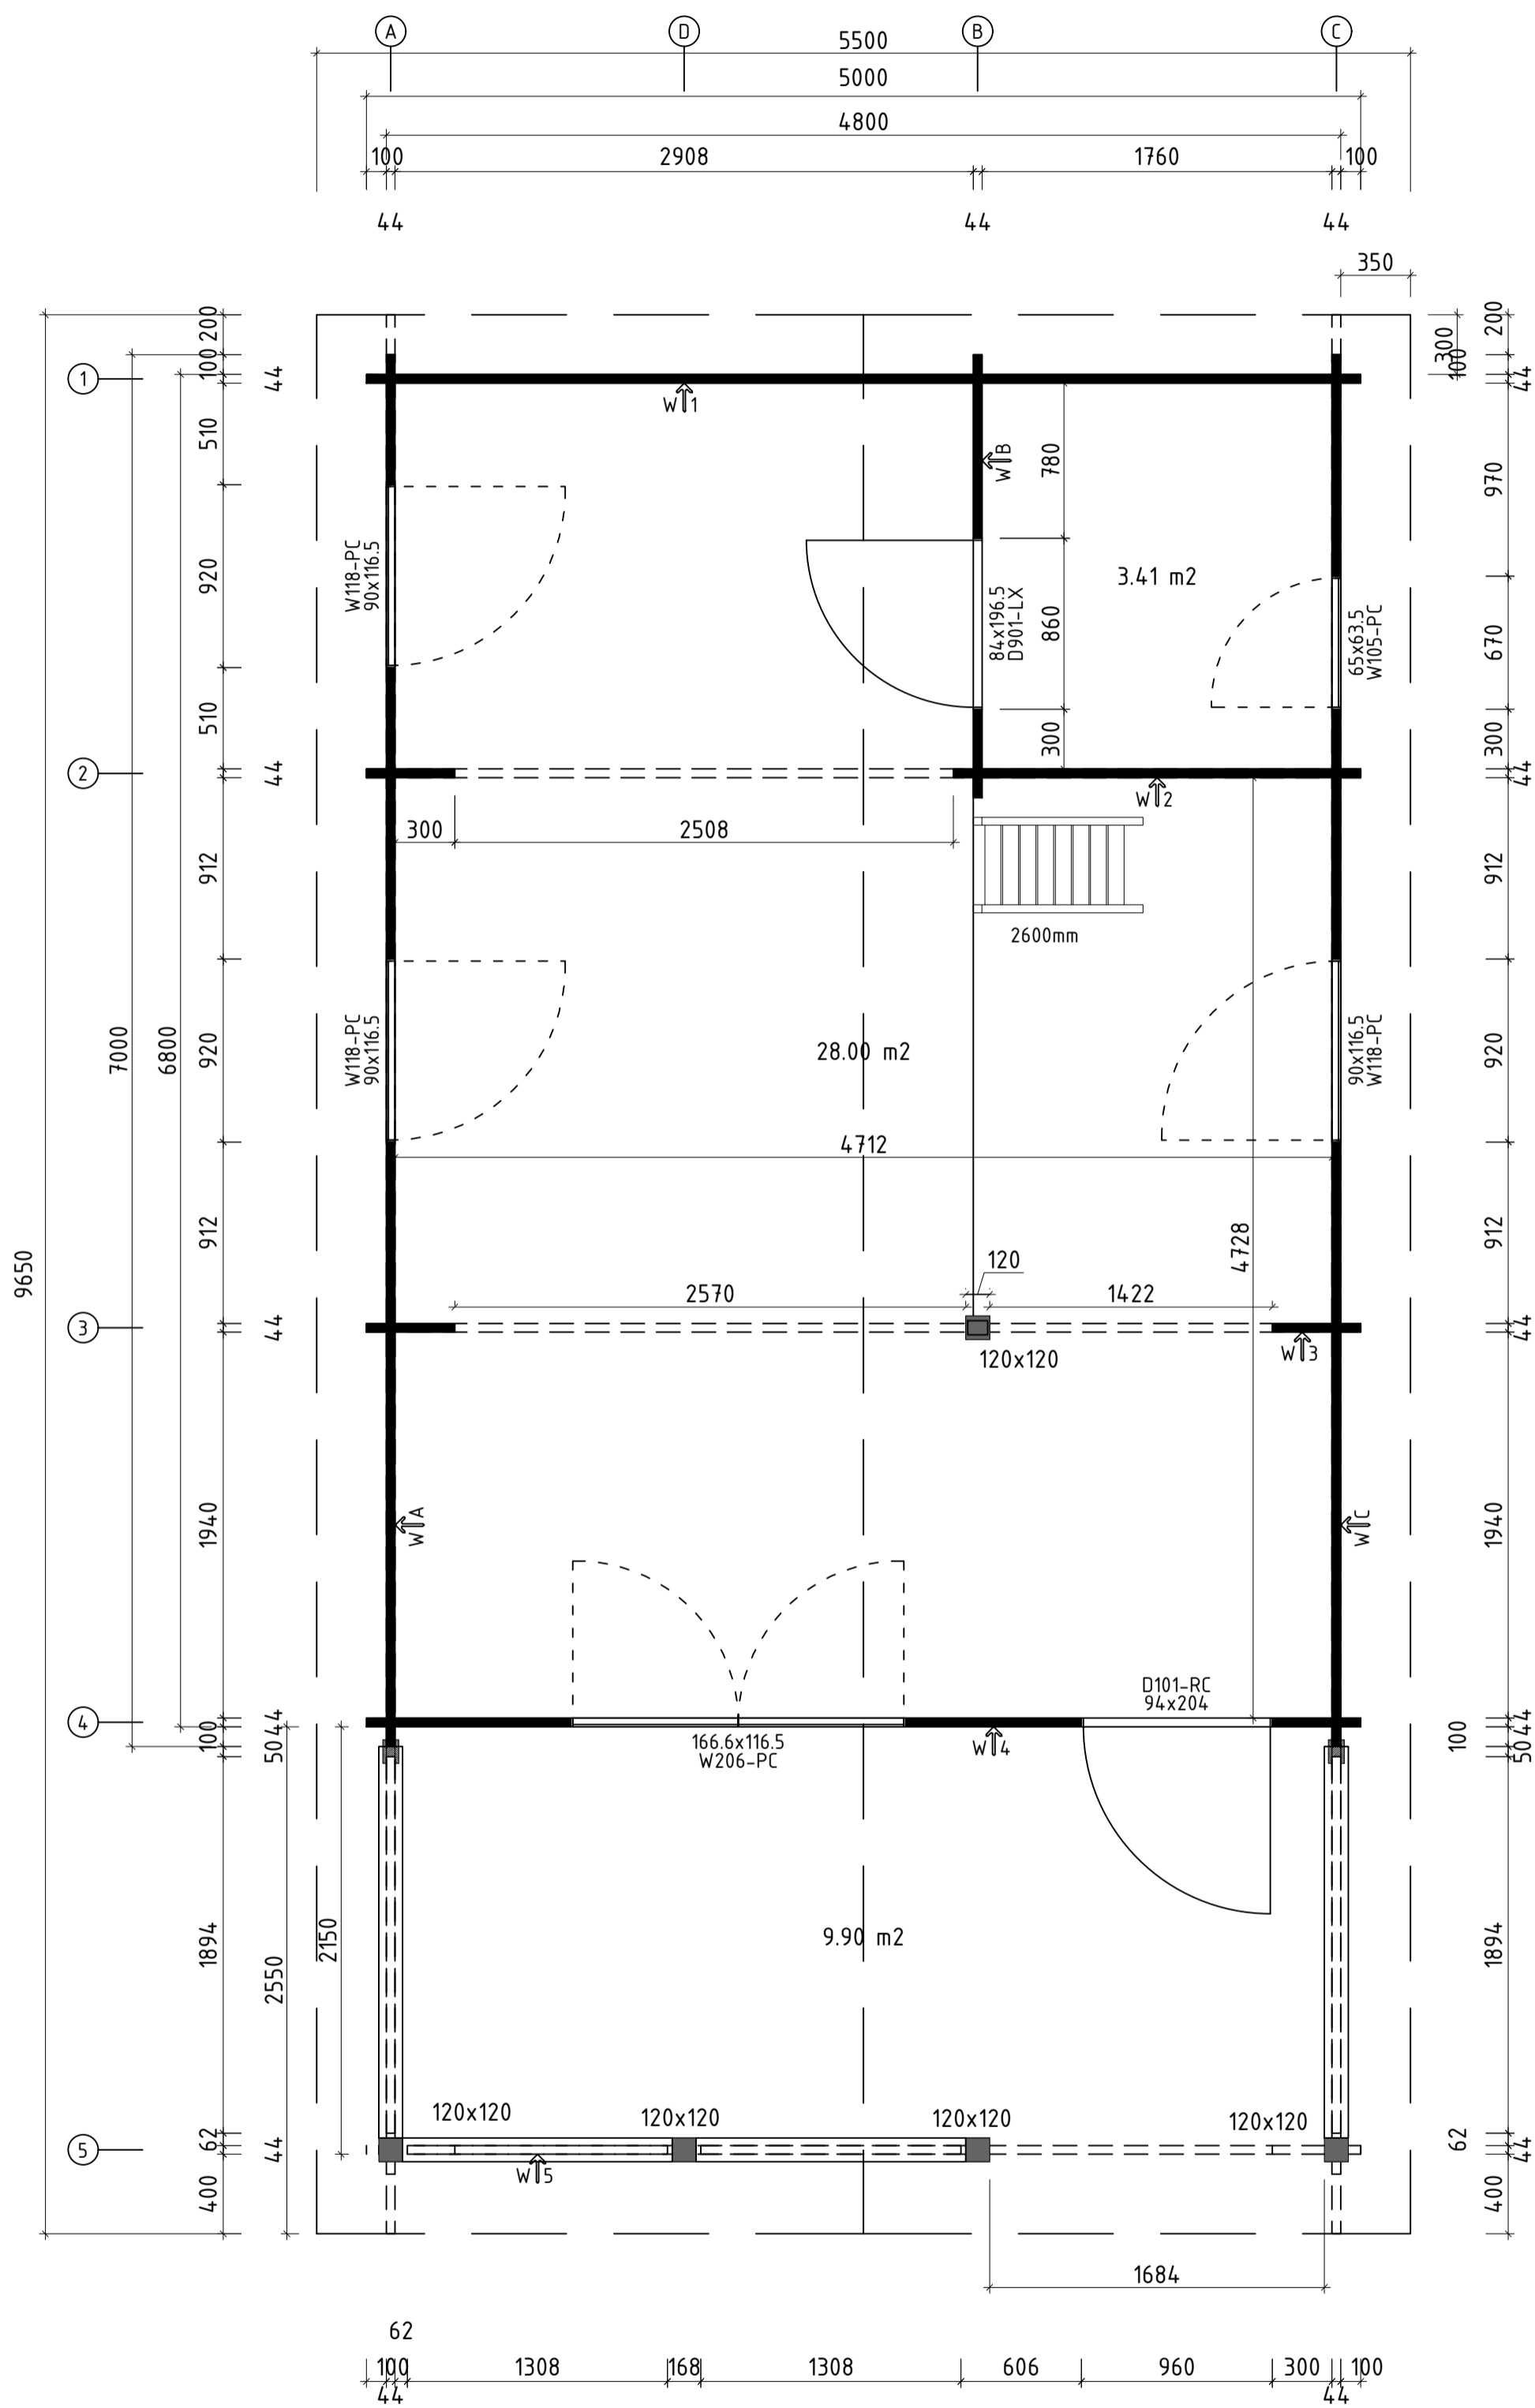 A D B C
5500
5000
4800
100 2908 1760 100
44 44 44
350
200
100
44
510
920
510
44
912
920
912
44
1940
44
50
100
1894
62
44
400
7000
6800
9650
2550
2150
1
2
3
4
5
300
100
200
44
970
670
300
44
912
920
912
44
1940
44
50
100
1894
62
44
400
W 1
W B
780
860
300
3.41 m2
W118-PC
90x116.5
84x196.5
D901-LX
65x63.5
W105-PC
300 2508
W 2
2600mm
W118-PC
90x116.5
90x116.5
W118-PC
28.00 m2
4712
4728
120
2570 1422
120x120
W 3
W A
W C
D101-RC
94x204
166.6x116.5
W206-PC
W 4
9.90 m2
120x120 120x120 120x120 120x120
W 5
1684
62
100 1308 168 1308 606 960 300 100
44 44